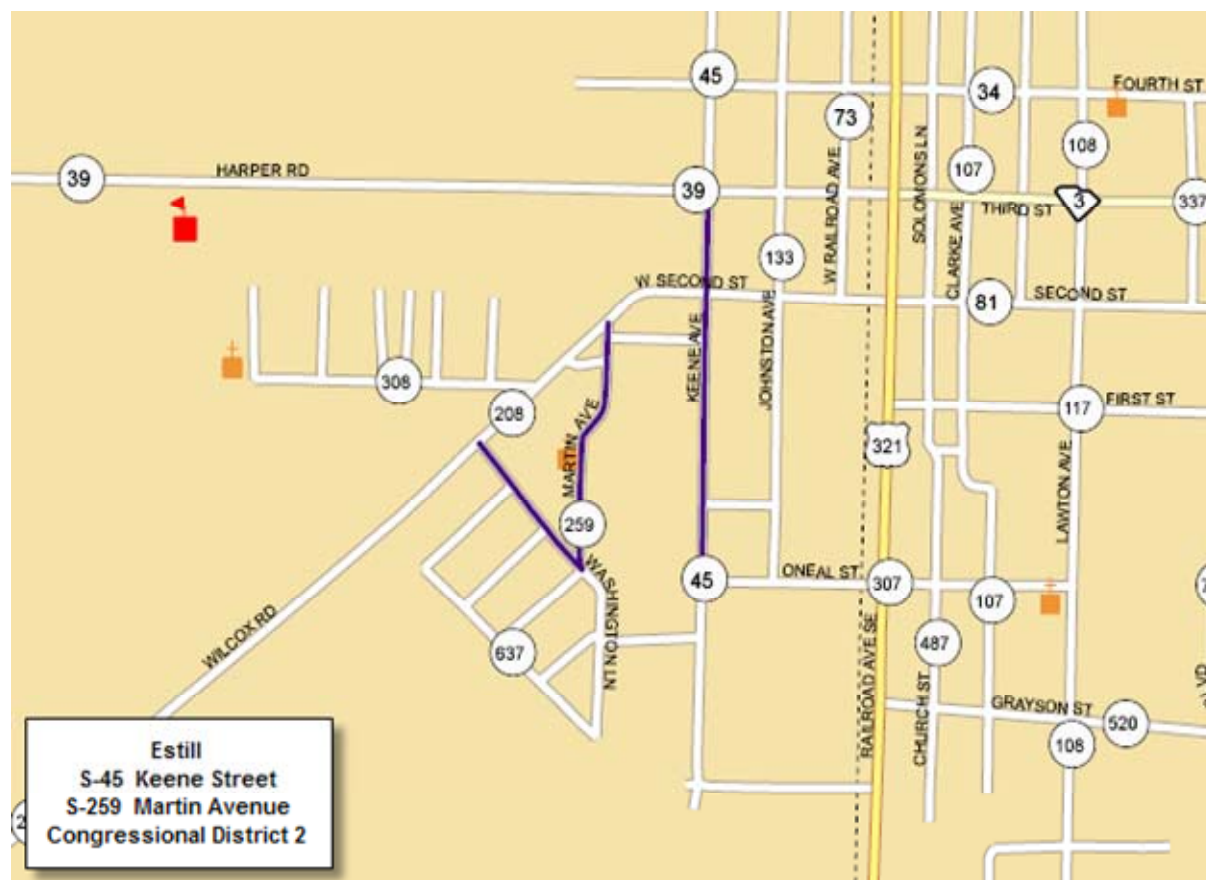 45
34
FOURTH ST
73
108
HARPER RD
39
39
107
SOLOMONS LN
W RAILROAD AVE
THIRD ST
3
337
133
CLARKE AVE
W SECOND ST
81
SECOND ST
KEENE AVE
JOHNSTON AVE
308
208
117
FIRST ST
MARTIN AVE
321
LAWTON AVE
259
WASHINGTON LN
45
ONEAL ST
307
107
WILCOX RD
637
487
RAILROAD AVE SE
CHURCH ST
GRAYSON ST
520
108
Estill
S-45 Keene Street
S-259 Martin Avenue
Congressional District 2